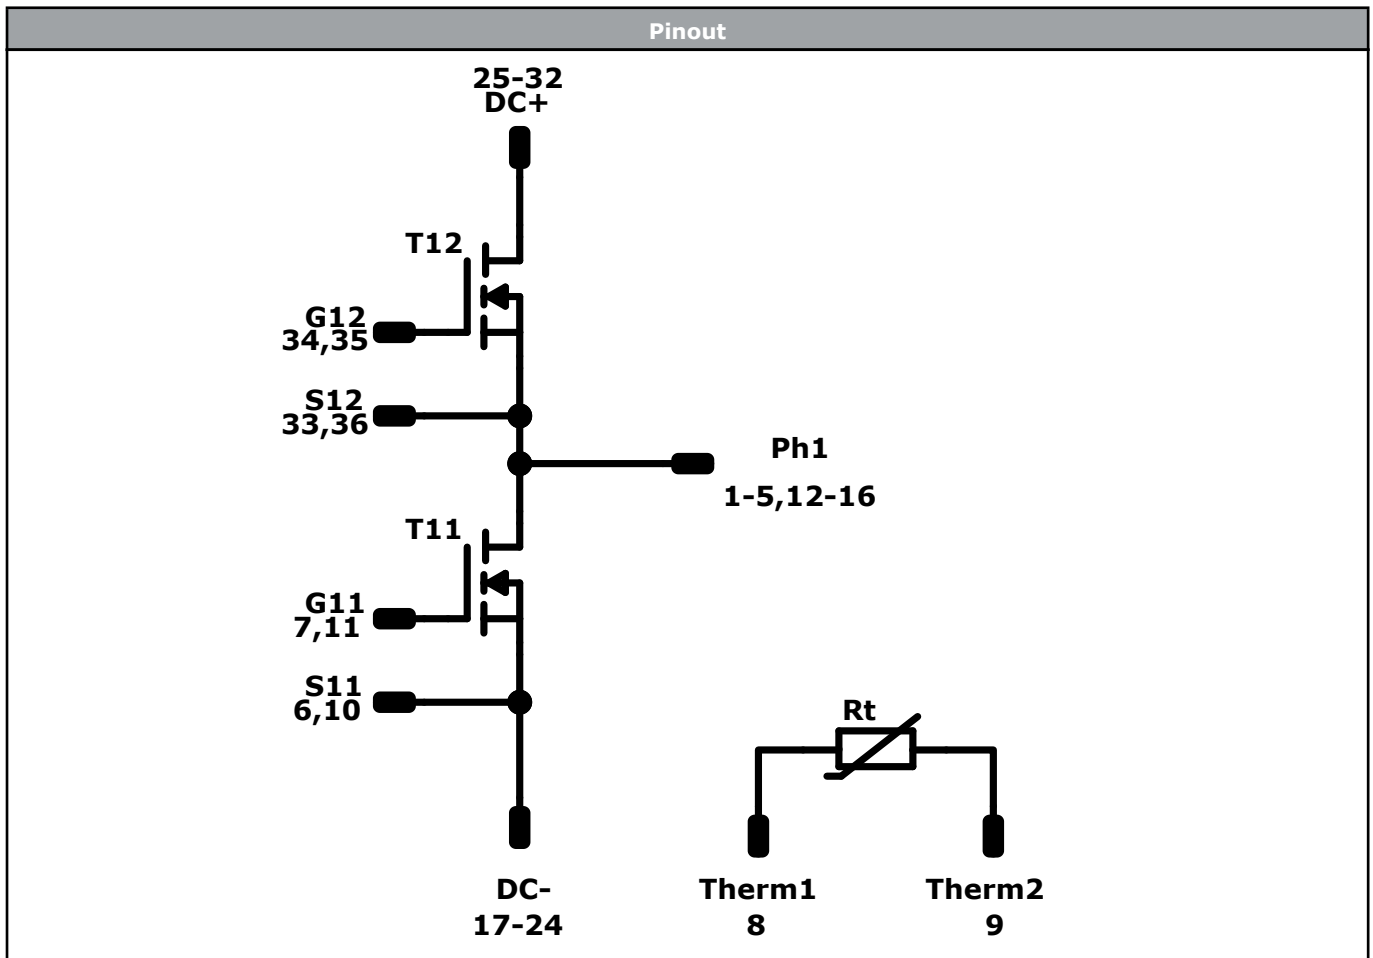 Pinout
25-32
DC+
T12
G12
34,35
S12
33,36
Ph1
1-5,12-16
T11
G11
7,11
S11
6,10
Rt
DC-
17-24
Therm1
8
Therm2
9